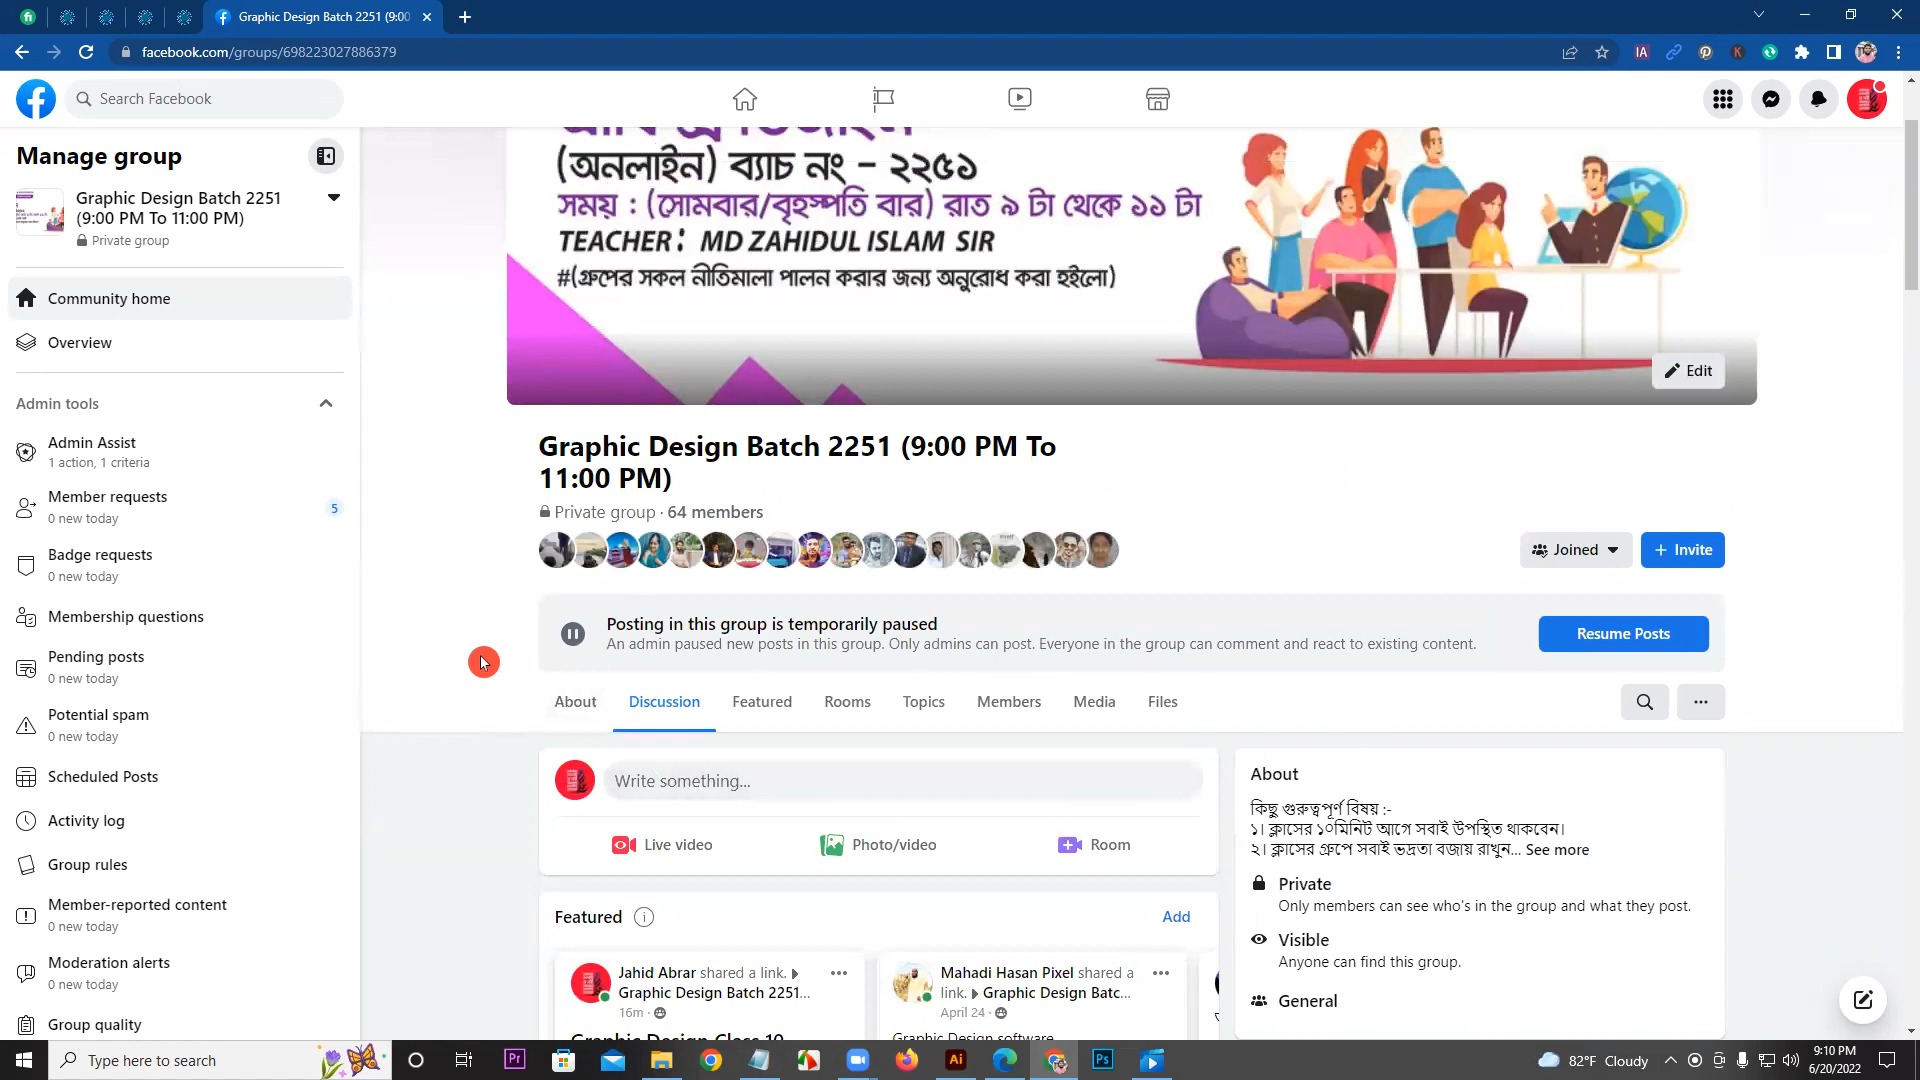 Graphic Design Batch 2251 (9:00
facebook.com/groups/698223027886379
Search Facebook
Manage group
Graphic Design Batch 2251
(9:00 PM To 11:00 PM)
Private group
Community home
Overview
Admin tools
Admin Assist
1 action, 1 criteria
Member requests
0 new today
5
Badge requests
0 new today
Membership questions
Pending posts
0 new today
Potential spam
0 new today
Scheduled Posts
Activity log
Group rules
Member-reported content
0 new today
Moderation alerts
0 new today
Group quality
(অনলাইন) ব্যাচ নং – ২২৫১
সময় : (সোমবার/বৃহস্পতি বার) রাত ৯ টা থেকে ১১ টা
TEACHER: MD ZAHIDUL ISLAM SIR
#(গ্রুপের সকল নীতিমালা পালন করার জন্য অনুরোধ করা হইলো)
Edit
Graphic Design Batch 2251 (9:00 PM To
11:00 PM)
Private group · 64 members
Joined
+ Invite
Posting in this group is temporarily paused
An admin paused new posts in this group. Only admins can post. Everyone in the group can comment and react to existing content.
Resume Posts
About Discussion Featured Rooms Topics Members Media Files
Write something...
Live video Photo/video Room
Featured
Add
Jahid Abrar shared a link.
Graphic Design Batch 2251...
16m ·
Graphic Design Class 10
Mahadi Hasan Pixel shared a
link. Graphic Design Batc...
April 24 ·
Graphic Design software
About
কিছু গুরুত্বপূর্ণ বিষয় :-
১। ক্লাসের ১০মিনিট আগে সবাই উপস্থিত থাকবেন।
২। ক্লাসের গ্রুপে সবাই ভদ্রতা বজায় রাখুন... See more
Private
Only members can see who's in the group and what they post.
Visible
Anyone can find this group.
General
Type here to search
Pr
Ai
Ps
82°F Cloudy
9:10 PM
6/20/2022